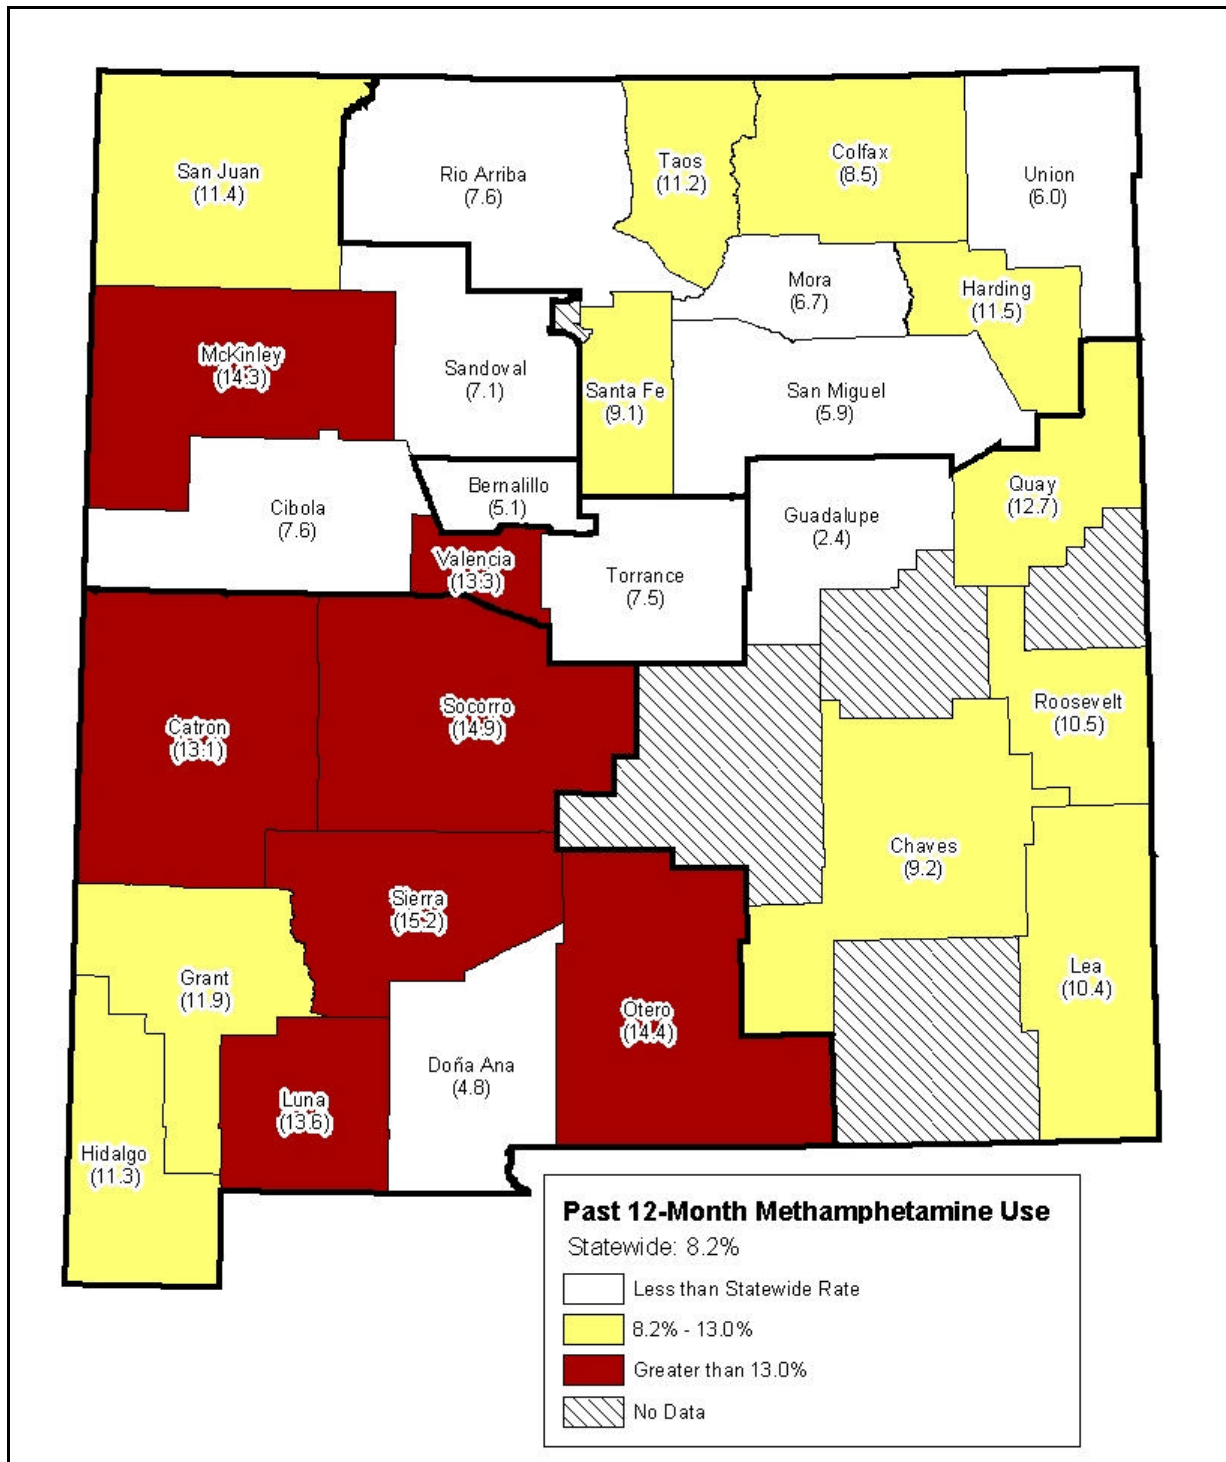 San Juan
(11.4)
Rio Arriba
(7.6)
Taos
(11.2)
Colfax
(8.5)
Union
(6.0)
Mora
(6.7)
Harding
(11.5)
McKinley
(14.3)
Sandoval
(7.1)
Santa Fe
(9.1)
San Miguel
(5.9)
Cibola
(7.6)
Bernalillo
(5.1)
Quay
(12.7)
Guadalupe
(2.4)
Valencia
(13.3)
Torrance
(7.5)
Catron
(13.1)
Socorro
(14.9)
Roosevelt
(10.5)
Chaves
(9.2)
Sierra
(15.2)
Grant
(11.9)
Lea
(10.4)
Otero
(14.4)
Doña Ana
(4.8)
Luna
(13.6)
Hidalgo
(11.3)
Past 12-Month Methamphetamine Use
Statewide: 8.2%
Less than Statewide Rate
8.2% - 13.0%
Greater than 13.0%
No Data